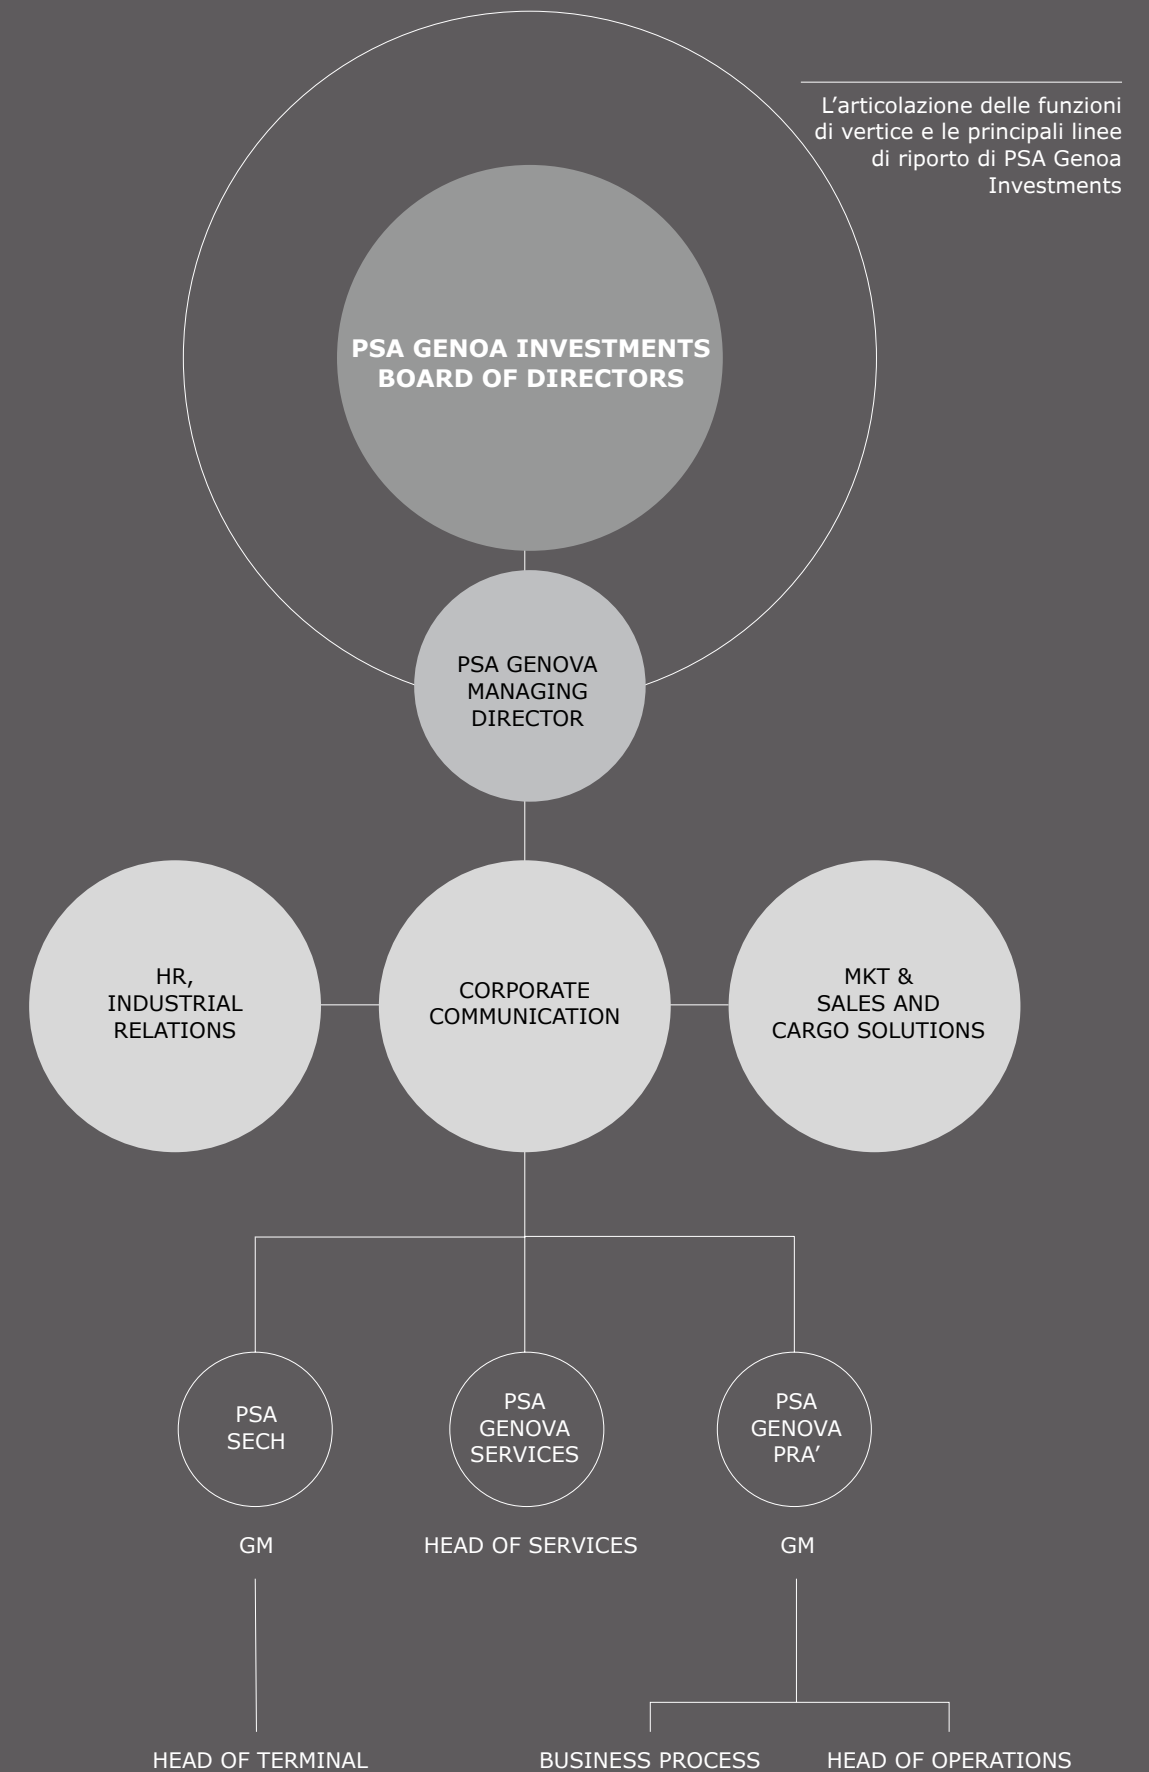 L’articolazione delle funzioni
di vertice e le principali linee
di riporto di PSA Genoa
Investments
PSA GENOA INVESTMENTS
BOARD OF DIRECTORS
PSA GENOVA
MANAGING
DIRECTOR
HR,
INDUSTRIAL
RELATIONS
CORPORATE
COMMUNICATION
MKT &
SALES AND
CARGO SOLUTIONS
PSA
SECH
PSA
GENOVA
SERVICES
PSA
GENOVA
PRA’
GM
HEAD OF SERVICES
GM
HEAD OF TERMINAL
BUSINESS PROCESS
HEAD OF OPERATIONS